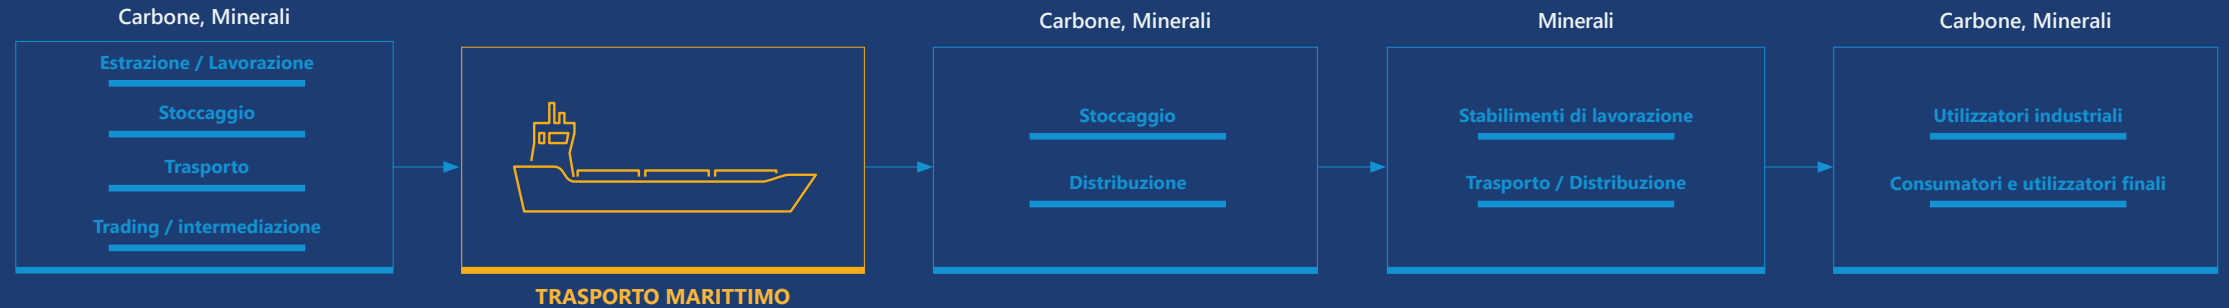 Carbone, Minerali
Estrazione / Lavorazione
Stoccaggio
Trasporto
Trading / intermediazione
TRASPORTO MARITTIMO
Carbone, Minerali
Stoccaggio
Distribuzione
Minerali
Stabilimenti di lavorazione
Trasporto / Distribuzione
Carbone, Minerali
Utilizzatori industriali
Consumatori e utilizzatori finali